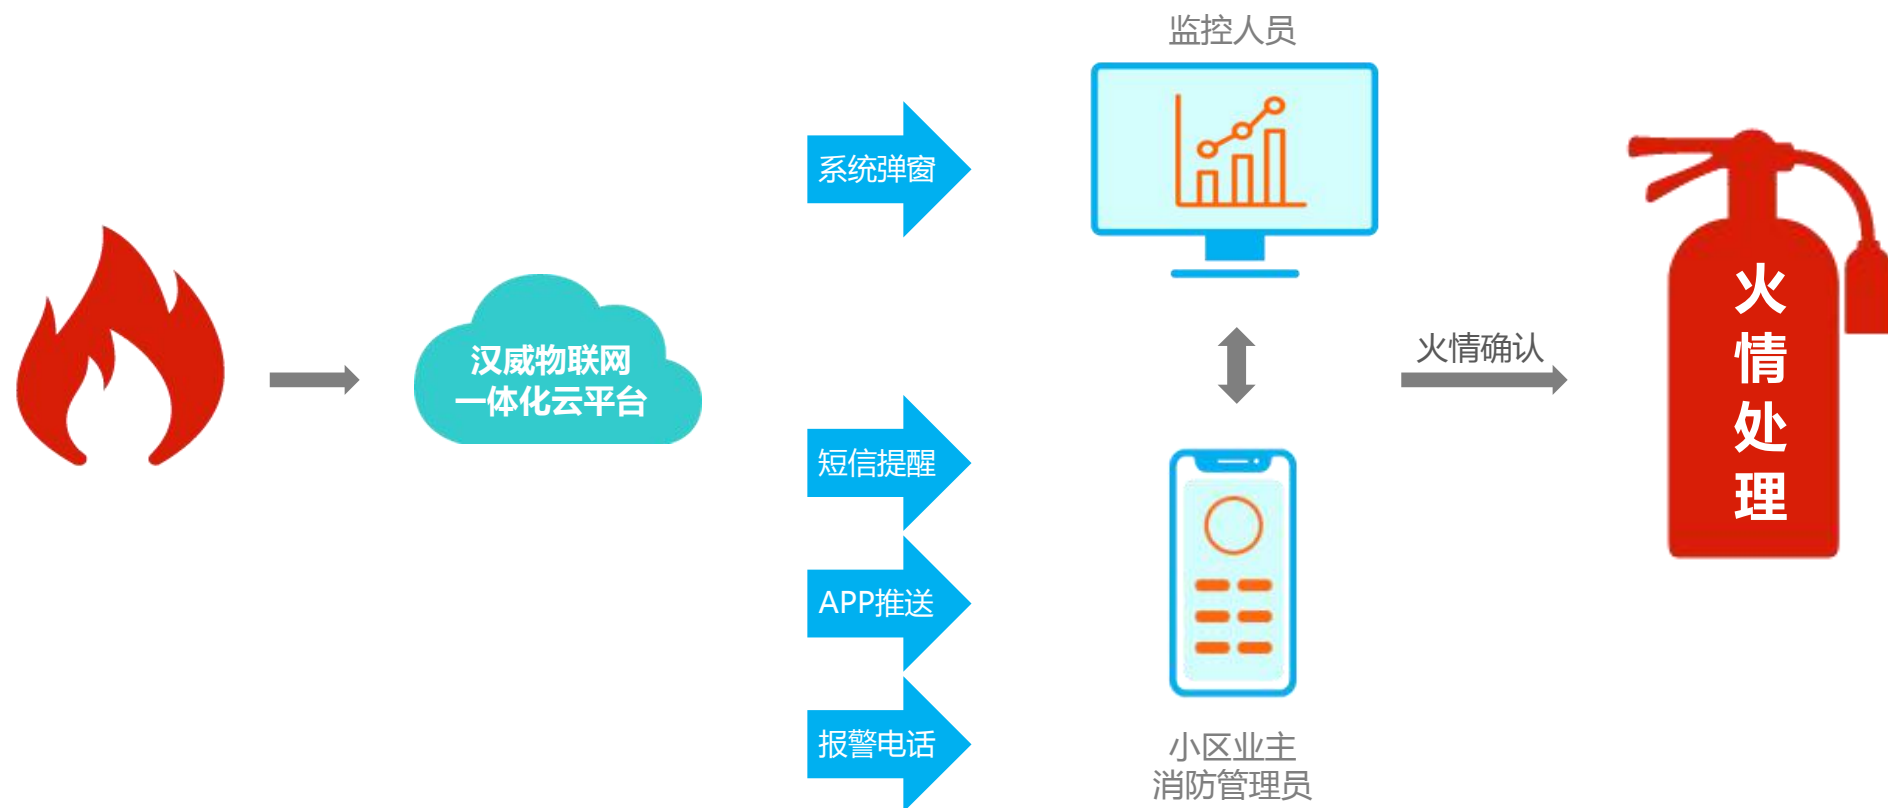 监控人员
系统弹窗
汉威物联网
一体化云平台
火情确认
火
情
处
理
短信提醒
APP推送
报警电话
小区业主
消防管理员